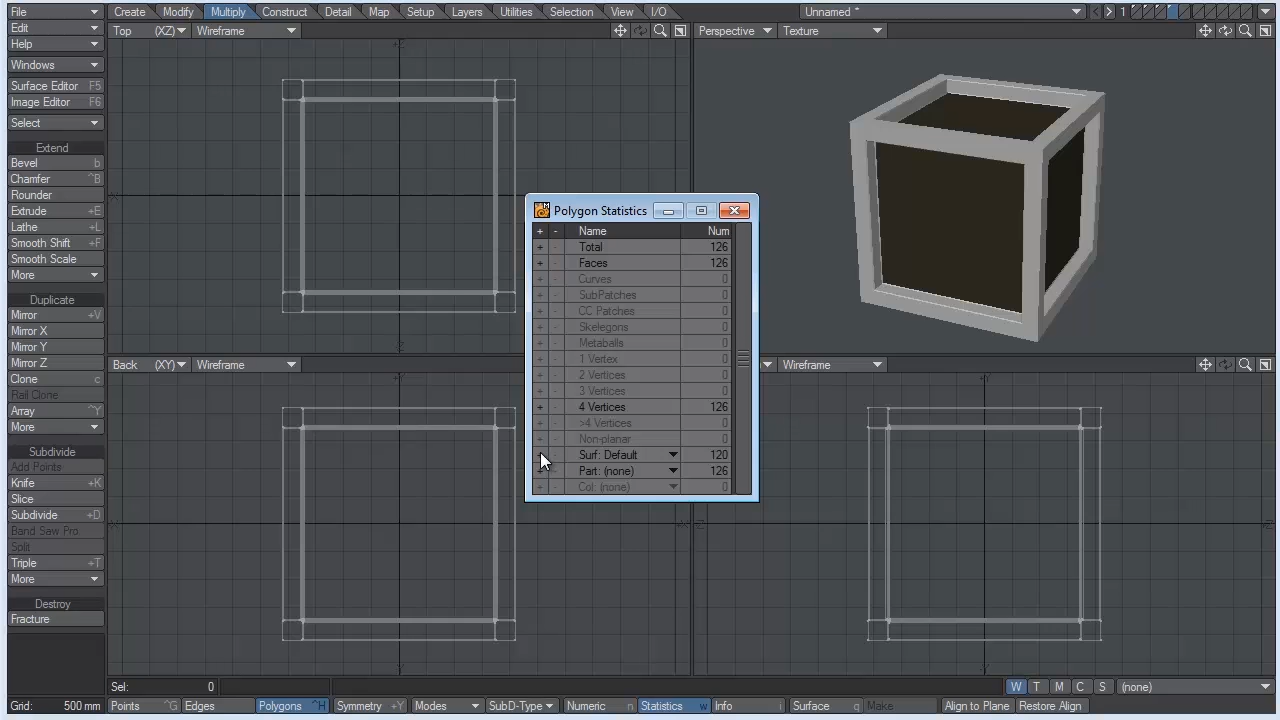 File Create Modify Multiply Construct Detail Map Setup Layers Utilities Selection View I/O Unnamed * 1
Edit Top (XZ) Wireframe Perspective Texture
Help
Windows
Surface Editor F5
Image Editor F6
Select
Extend
Bevel b
Chamfer ^B
Rounder
Extrude +E
Lathe +L
Smooth Shift +F
Smooth Scale
More
Duplicate
Mirror +V
Mirror X
Mirror Y
Mirror Z
Clone c
Rail Clone
Array ^Y
More
Subdivide
Add Points
Knife +K
Slice
Subdivide +D
Band Saw Pro
Split
Triple +T
More
Destroy
Fracture
Polygon Statistics
+ - Name Num
+ - Total 126
+ - Faces 126
+ - Curves 0
+ - SubPatches 0
+ - CC Patches 0
+ - Skelegons 0
+ - Metaballs 0
+ - 1 Vertex 0
+ - 2 Vertices 0
+ - 3 Vertices 0
+ - 4 Vertices 126
+ - >4 Vertices 0
+ - Non-planar 0
- Surf: Default 120
+ - Part: (none) 126
+ - Col: (none) 0
Back (XY) Wireframe Wireframe
Sel: 0 W T M C S (none)
Grid: 500 mm Points ^G Edges Polygons ^H Symmetry +Y Modes SubD-Type Numeric n Statistics w Info i Surface q Make Align to Plane Restore Align